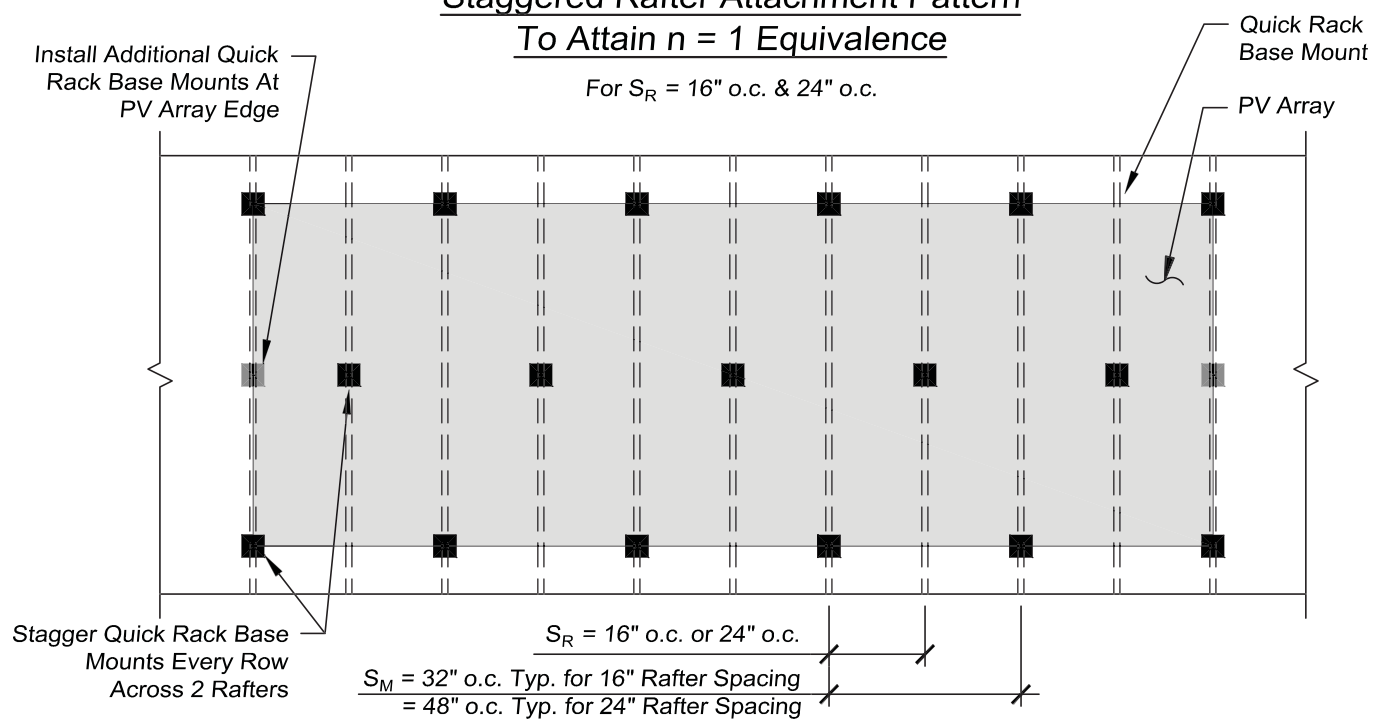 Staggered Rafter Attachment Pattern
To Attain n = 1 Equivalence
For SR = 16" o.c. & 24" o.c.
Install Additional Quick
Rack Base Mounts At
PV Array Edge
Quick Rack
Base Mount
PV Array
Stagger Quick Rack Base
Mounts Every Row
Across 2 Rafters
SR = 16" o.c. or 24" o.c.
SM = 32" o.c. Typ. for 16" Rafter Spacing
= 48" o.c. Typ. for 24" Rafter Spacing